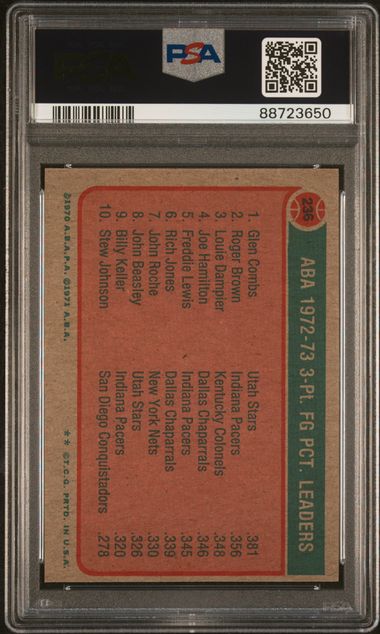 PSA
88723650
236
ABA 1972-73 3-Pt. FG PCT. LEADERS
1. Glen Combs Utah Stars .381
2. Roger Brown Indiana Pacers .356
3. Louie Dampier Kentucky Colonels .348
4. Joe Hamilton Dallas Chaparrals .346
5. Freddie Lewis Indiana Pacers .345
6. Rich Jones Dallas Chaparrals .339
7. John Roche New York Nets .330
8. John Beasley Utah Stars .326
9. Billy Keller Indiana Pacers .320
10. Stew Johnson San Diego Conquistadors .278
©1970 A.B.A.P.A. ©1971 A.B.A. ★★ ©T.C.G. PRTD. IN U.S.A.